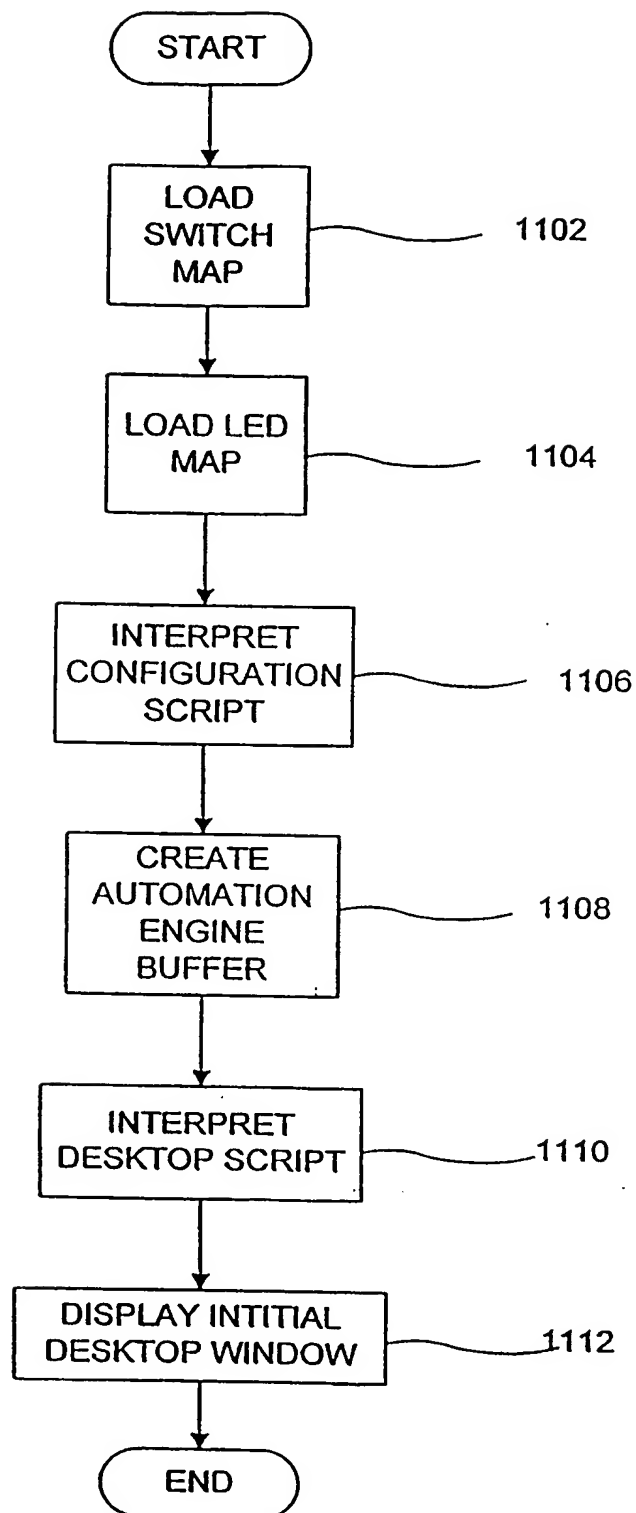 START
LOAD
SWITCH
MAP
1102
LOAD LED
MAP
1104
INTERPRET
CONFIGURATION
SCRIPT
1106
CREATE
AUTOMATION
ENGINE
BUFFER
1108
INTERPRET
DESKTOP SCRIPT
1110
DISPLAY INTITIAL
DESKTOP WINDOW
1112
END